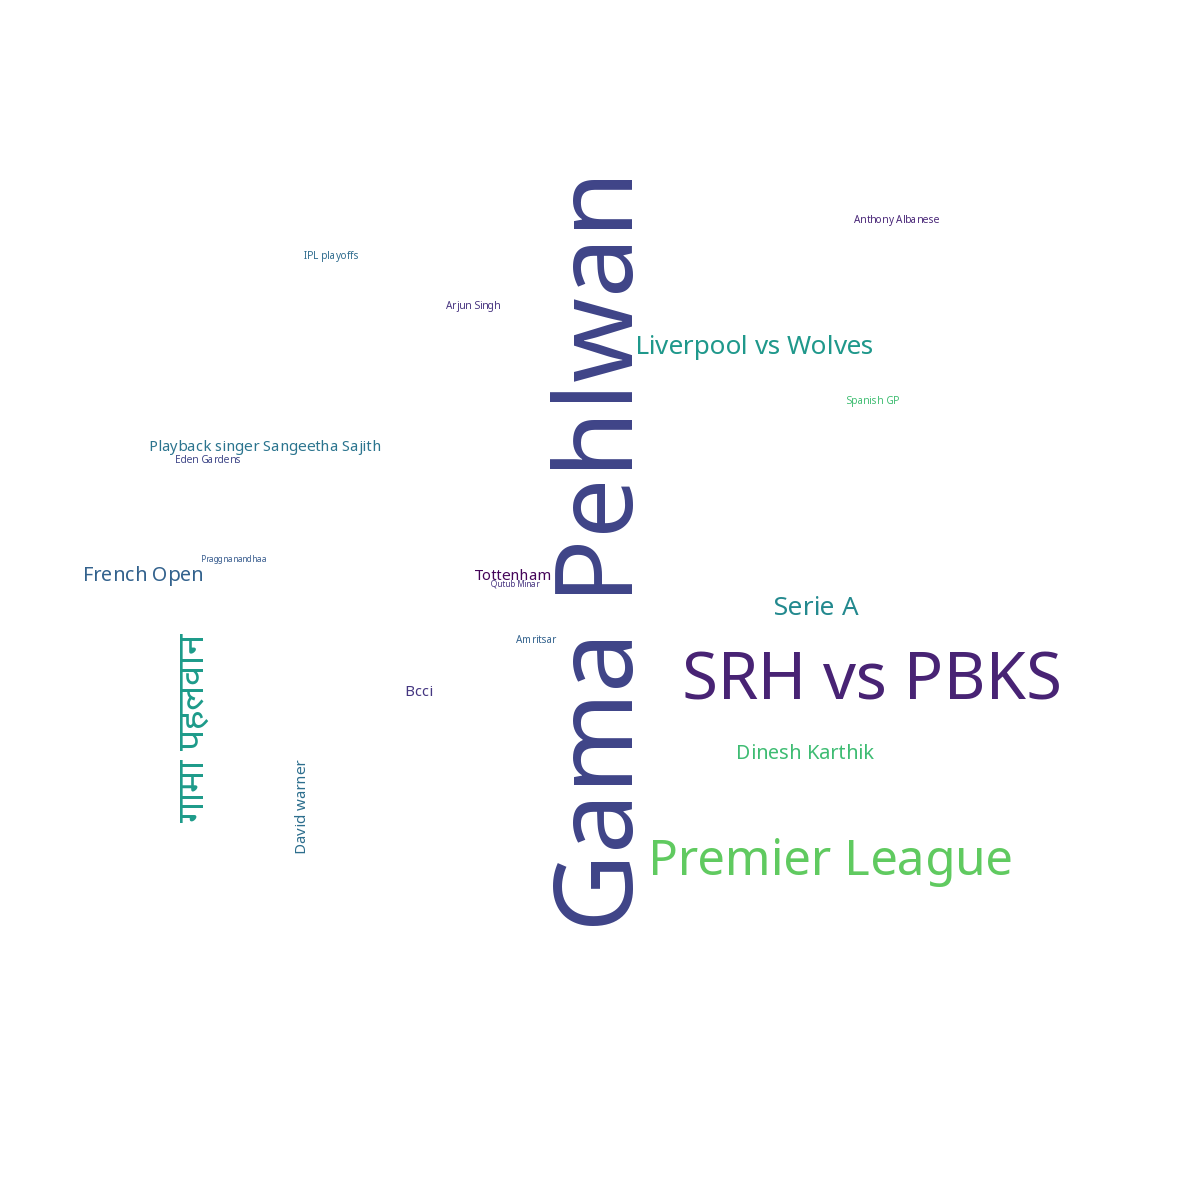 Anthony Albanese
IPL playoffs
Arjun Singh
Gama Pehlwan
Liverpool vs Wolves
Spanish GP
Playback singer Sangeetha Sajith
Eden Gardens
Praggnanandhaa
French Open
Tottenham
Qutub Minar
Serie A
Amritsar
SRH vs PBKS
गामा पहलवान
Bcci
Dinesh Karthik
David warner
Premier League